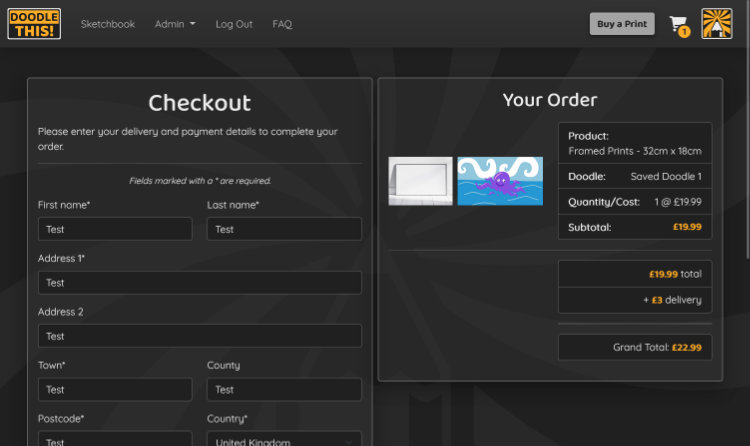 DOODLE
THIS!
Sketchbook
Admin
Log Out
FAQ
Buy a Print
1
Checkout
Please enter your delivery and payment details to complete your
order.
Fields marked with a * are required.
First name*
Last name*
Test
Test
Address 1*
Test
Address 2
Test
Town*
County
Test
Test
Postcode*
Country*
Test
United Kingdom
Your Order
Product:
Framed Prints - 32cm x 18cm
Doodle: Saved Doodle 1
Quantity/Cost: 1 @ £19.99
Subtotal: £19.99
£19.99 total
+ £3 delivery
Grand Total: £22.99